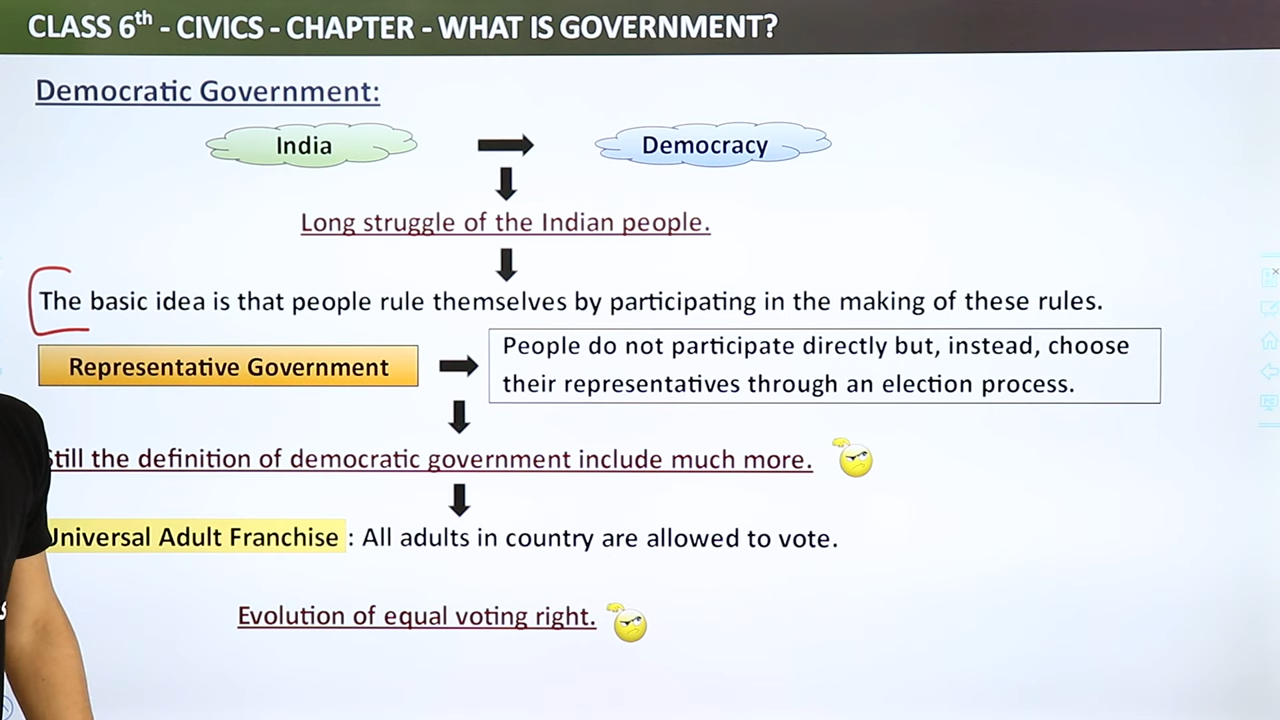 CLASS 6th - CIVICS - CHAPTER - WHAT IS GOVERNMENT?
Democratic Government:
India
Democracy
Long struggle of the Indian people.
The basic idea is that people rule themselves by participating in the making of these rules.
Representative Government
People do not participate directly but, instead, choose
their representatives through an election process.
Still the definition of democratic government include much more.
Universal Adult Franchise : All adults in country are allowed to vote.
Evolution of equal voting right.